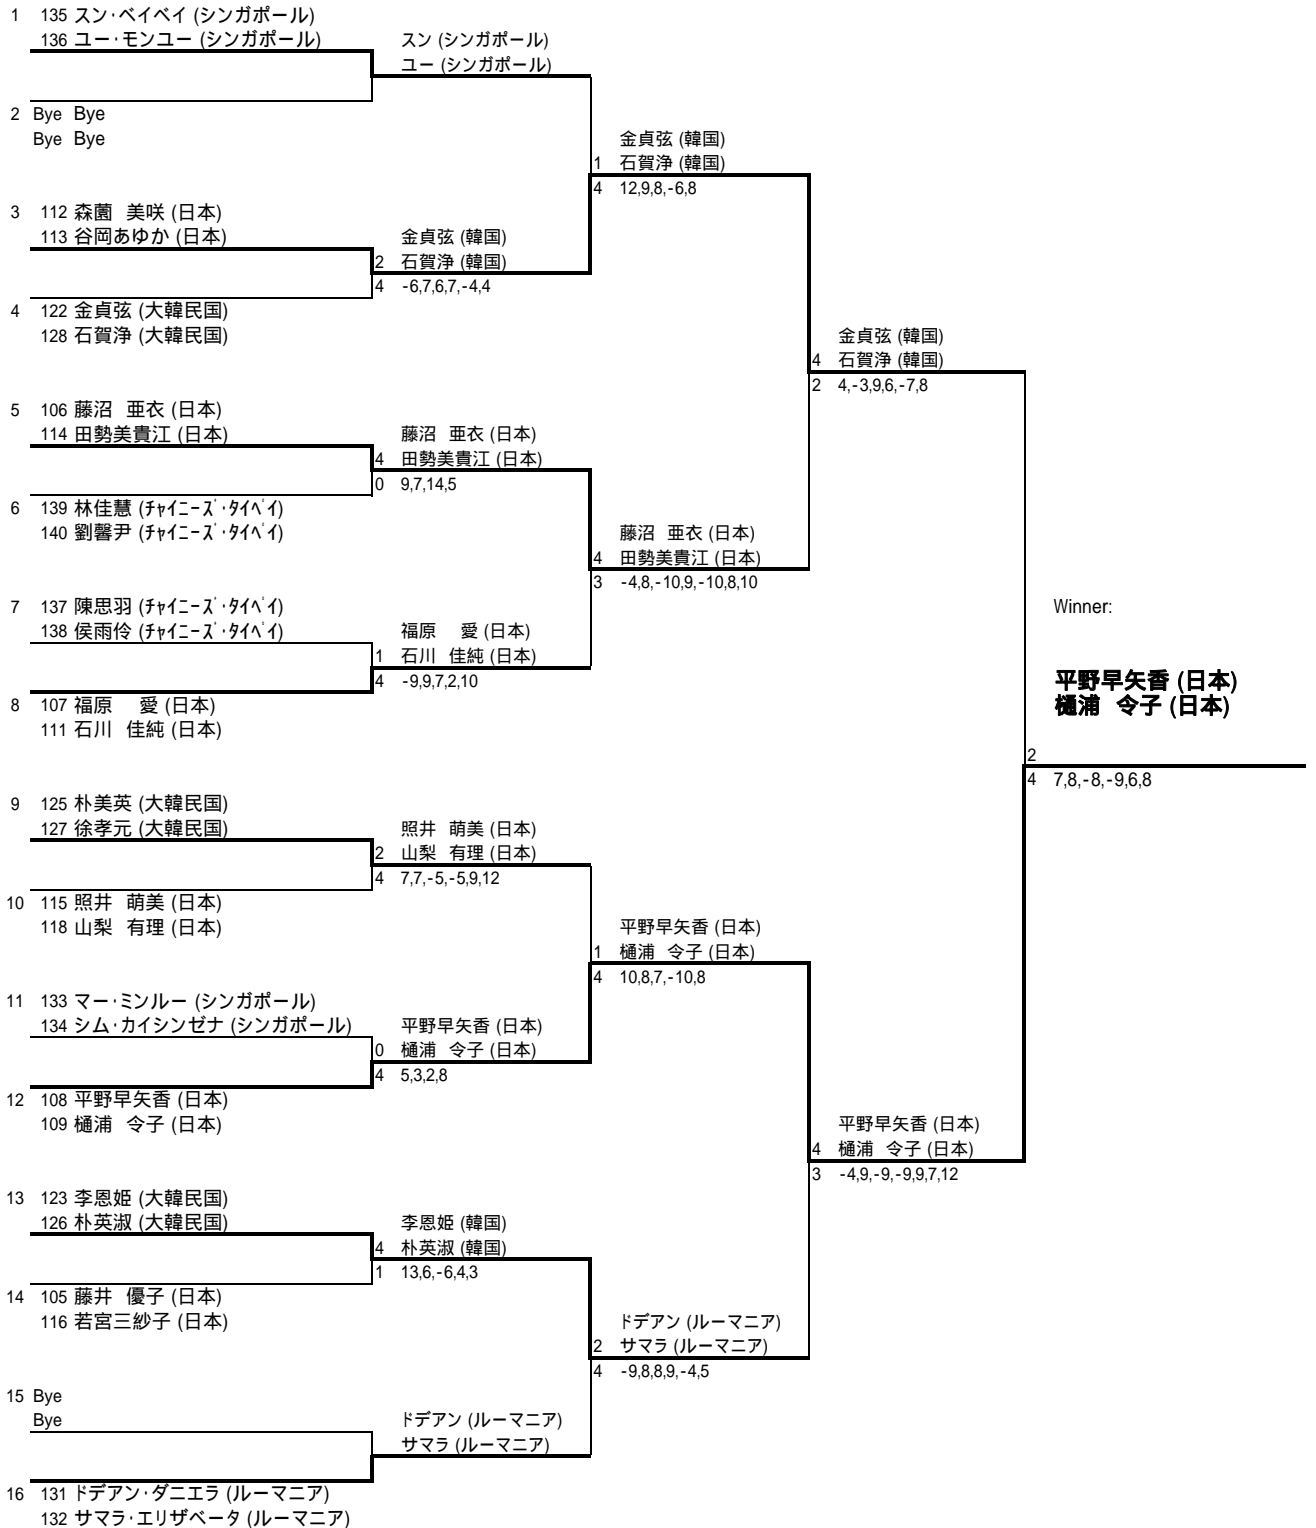 1 135 スン・ベイベイ (シンガポール)
136 ユー・モンユー (シンガポール)
2 Bye Bye
Bye Bye
3 112 森薗 美咲 (日本)
113 谷岡あゆか (日本)
4 122 金貞弦 (大韓民国)
128 石賀浄 (大韓民国)
5 106 藤沼 亜衣 (日本)
114 田勢美貴江 (日本)
6 139 林佳慧 (ﾁｬｲﾆｰｽﾞ・ﾀｲﾍﾟｲ)
140 劉馨尹 (ﾁｬｲﾆｰｽﾞ・ﾀｲﾍﾟｲ)
7 137 陳思羽 (ﾁｬｲﾆｰｽﾞ・ﾀｲﾍﾟｲ)
138 侯雨伶 (ﾁｬｲﾆｰｽﾞ・ﾀｲﾍﾟｲ)
8 107 福原 愛 (日本)
111 石川 佳純 (日本)
9 125 朴美英 (大韓民国)
127 徐孝元 (大韓民国)
10 115 照井 萌美 (日本)
118 山梨 有理 (日本)
11 133 マー・ミンルー (シンガポール)
134 シム・カイシンゼナ (シンガポール)
12 108 平野早矢香 (日本)
109 樋浦 令子 (日本)
13 123 李恩姫 (大韓民国)
126 朴英淑 (大韓民国)
14 105 藤井 優子 (日本)
116 若宮三紗子 (日本)
15 Bye
Bye
16 131 ドデアン・ダニエラ (ルーマニア)
132 サマラ・エリザベータ (ルーマニア)
スン (シンガポール)
ユー (シンガポール)
金貞弦 (韓国)
2 石賀浄 (韓国)
4 -6,7,6,7,-4,4
藤沼 亜衣 (日本)
4 田勢美貴江 (日本)
0 9,7,14,5
福原 愛 (日本)
1 石川 佳純 (日本)
4 -9,9,7,2,10
照井 萌美 (日本)
2 山梨 有理 (日本)
4 7,7,-5,-5,9,12
平野早矢香 (日本)
0 樋浦 令子 (日本)
4 5,3,2,8
李恩姫 (韓国)
4 朴英淑 (韓国)
1 13,6,-6,4,3
ドデアン (ルーマニア)
サマラ (ルーマニア)
金貞弦 (韓国)
1 石賀浄 (韓国)
4 12,9,8,-6,8
藤沼 亜衣 (日本)
4 田勢美貴江 (日本)
3 -4,8,-10,9,-10,8,10
平野早矢香 (日本)
1 樋浦 令子 (日本)
4 10,8,7,-10,8
ドデアン (ルーマニア)
2 サマラ (ルーマニア)
4 -9,8,8,9,-4,5
金貞弦 (韓国)
4 石賀浄 (韓国)
2 4,-3,9,6,-7,8
平野早矢香 (日本)
4 樋浦 令子 (日本)
3 -4,9,-9,-9,9,7,12
Winner:
平野早矢香 (日本)
樋浦 令子 (日本)
2
4 7,8,-8,-9,6,8